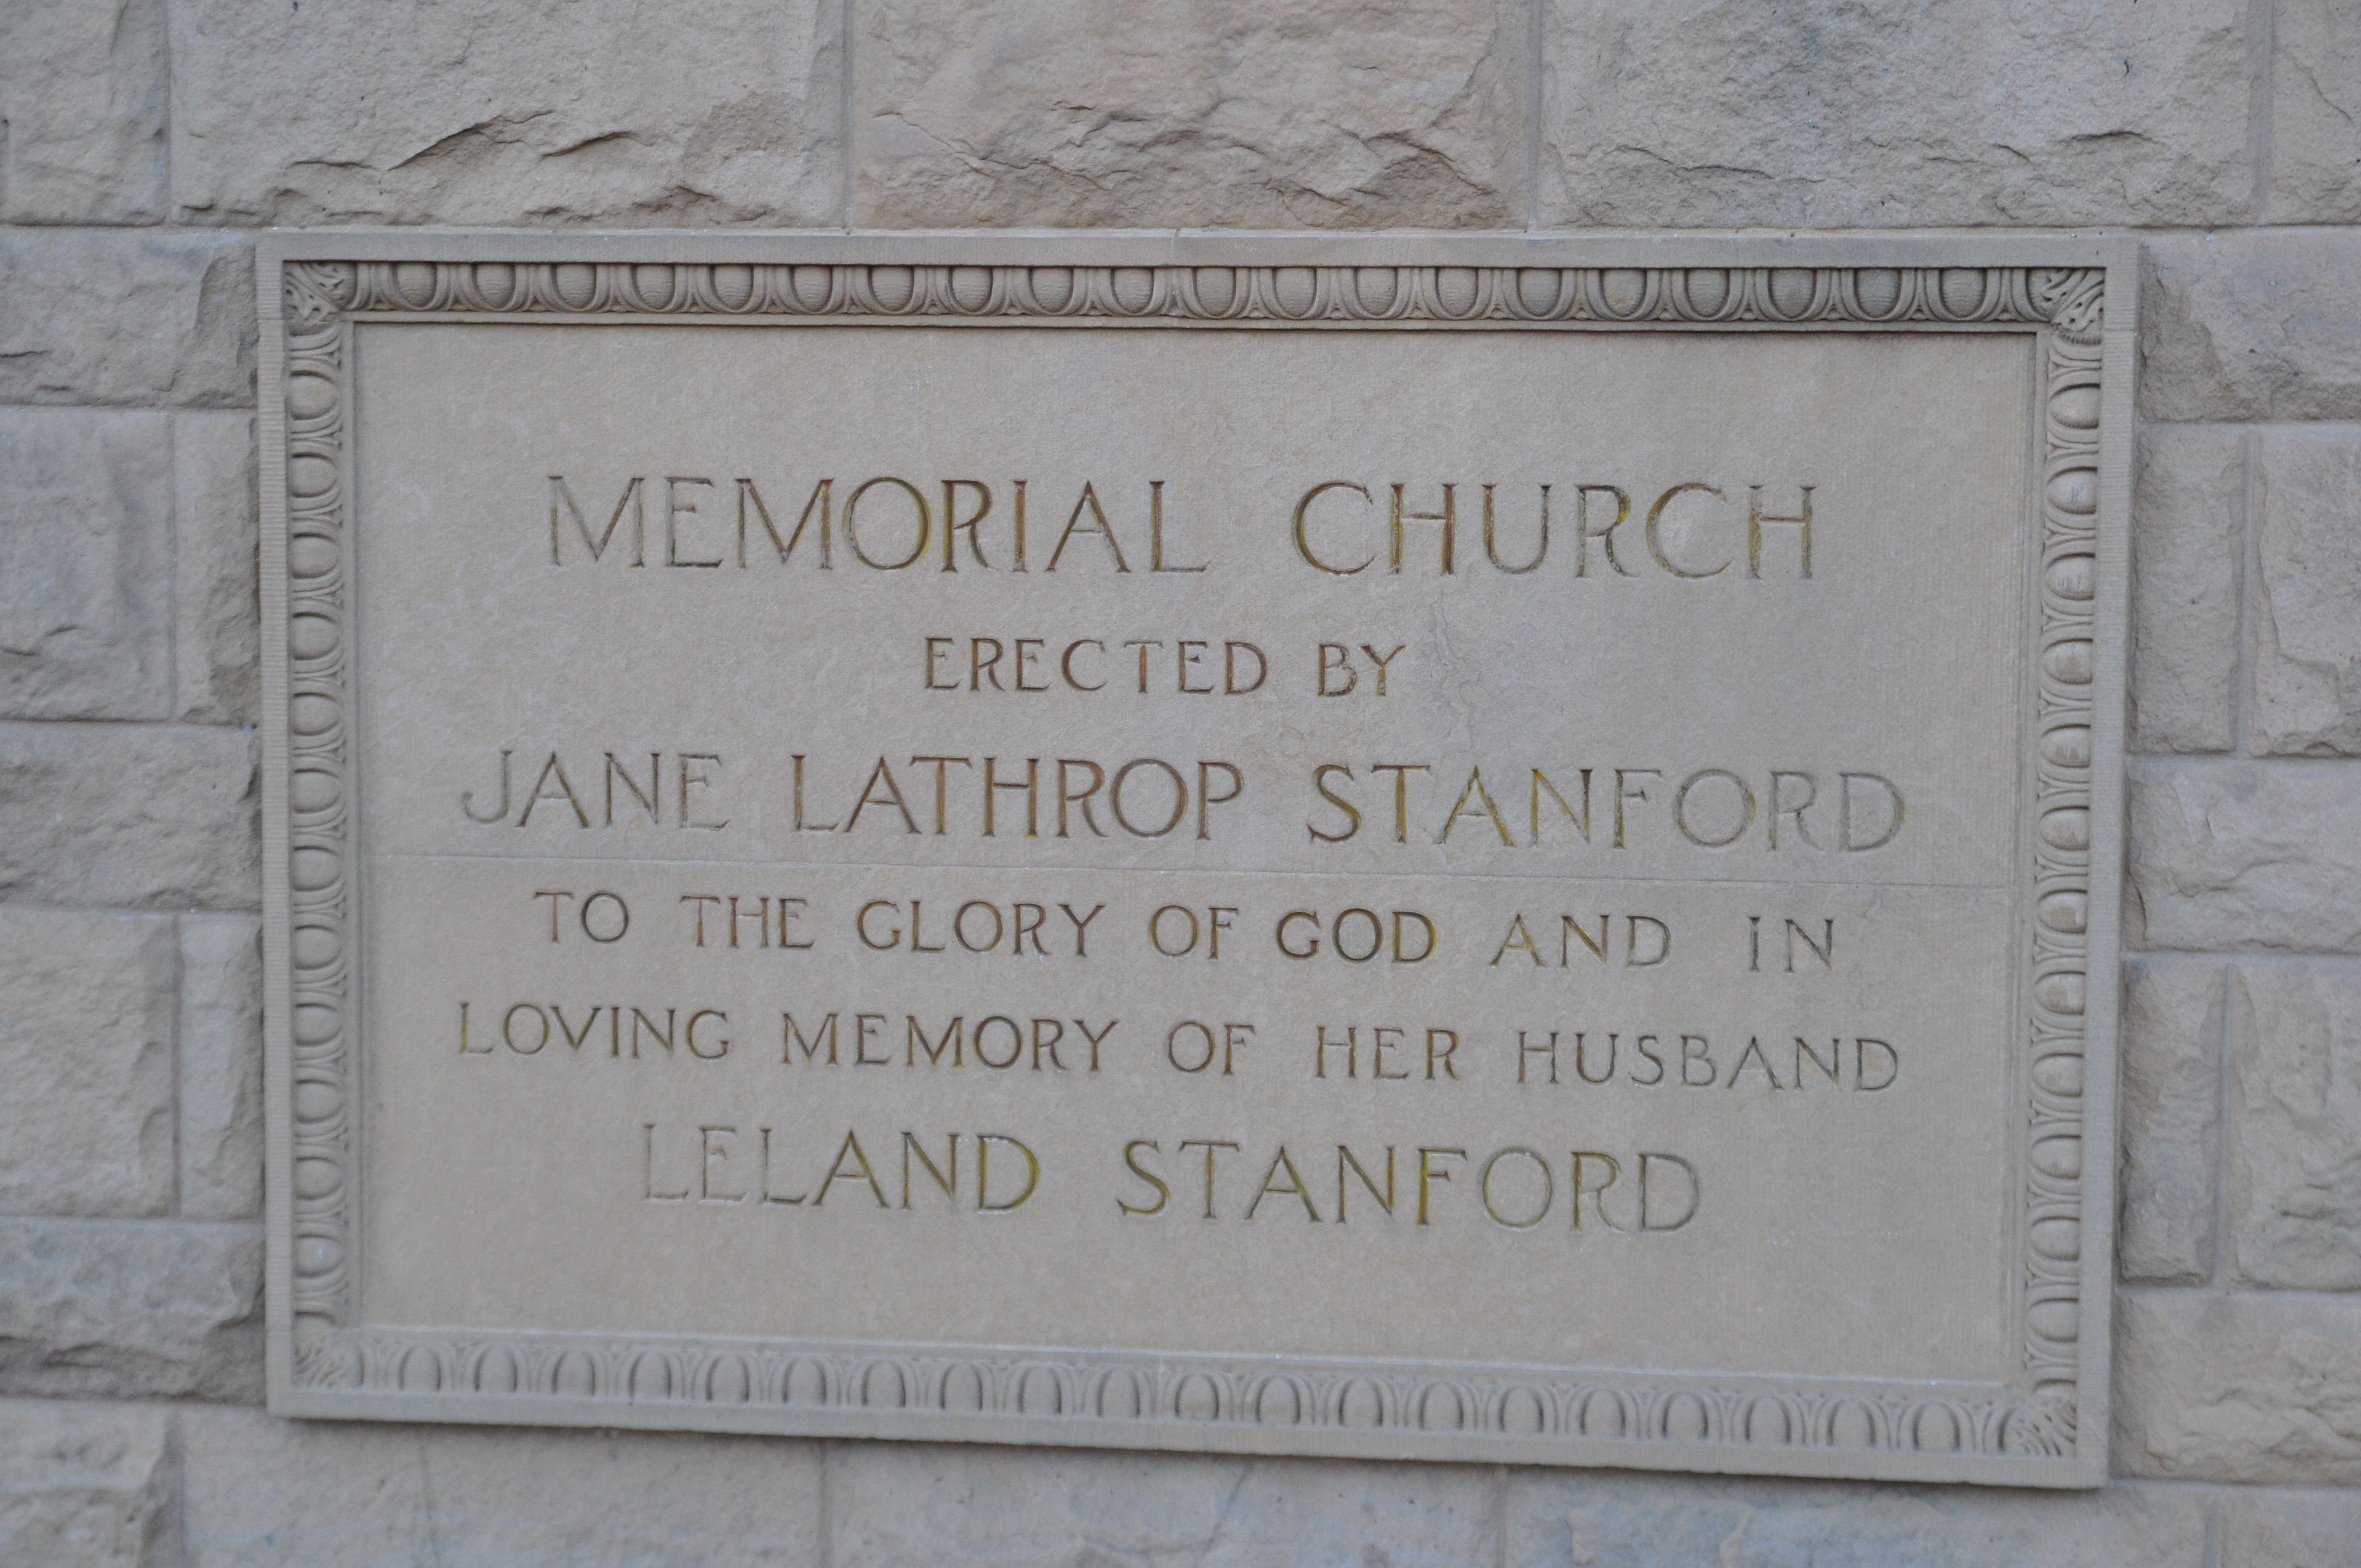 MEMORIAL CHURCH
ERECTED BY
JANE LATHROP STANFORD
TO THE GLORY OF GOD AND IN
LOVING MEMORY OF HER HUSBAND
LELAND STANFORD